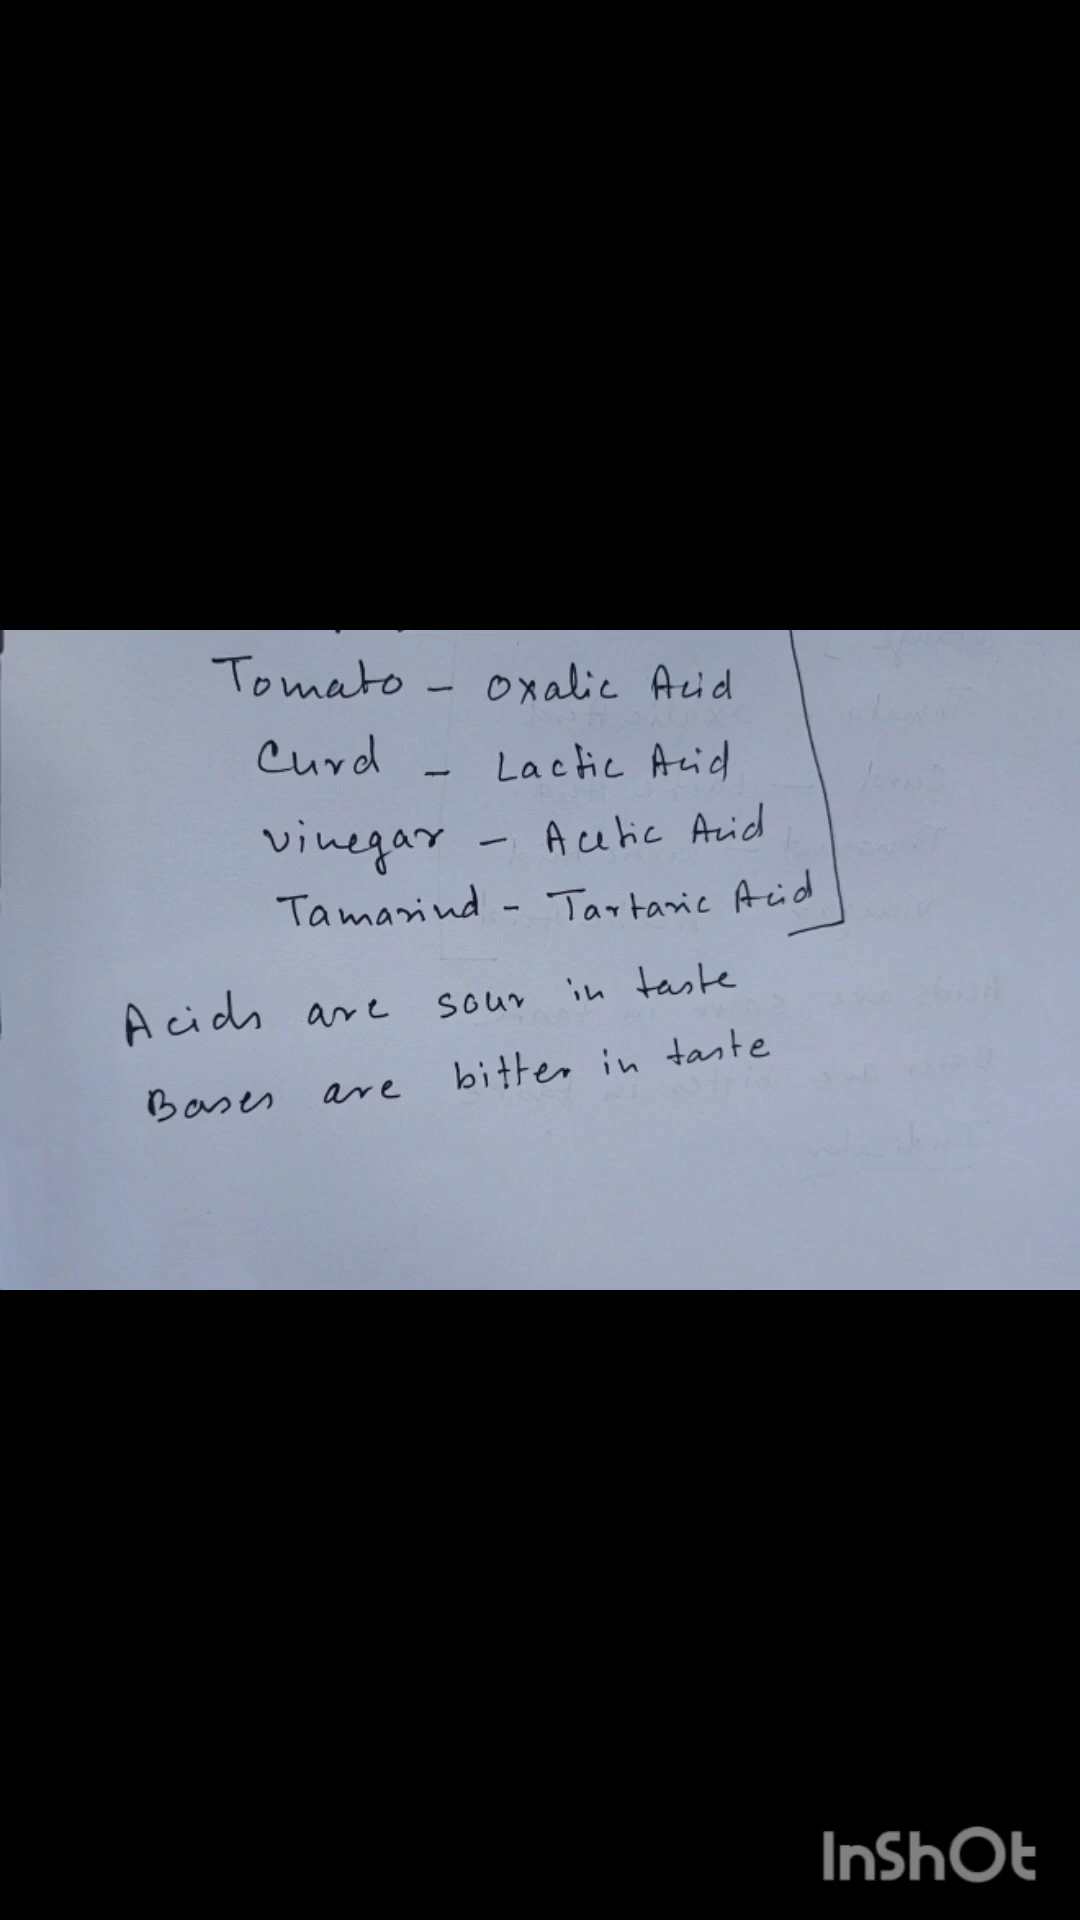 Tomato - Oxalic Acid
Curd - Lactic Acid
Vinegar - Acetic Acid
Tamarind - Tartaric Acid
Acids are sour in taste
Bases are bitter in taste
InShOt